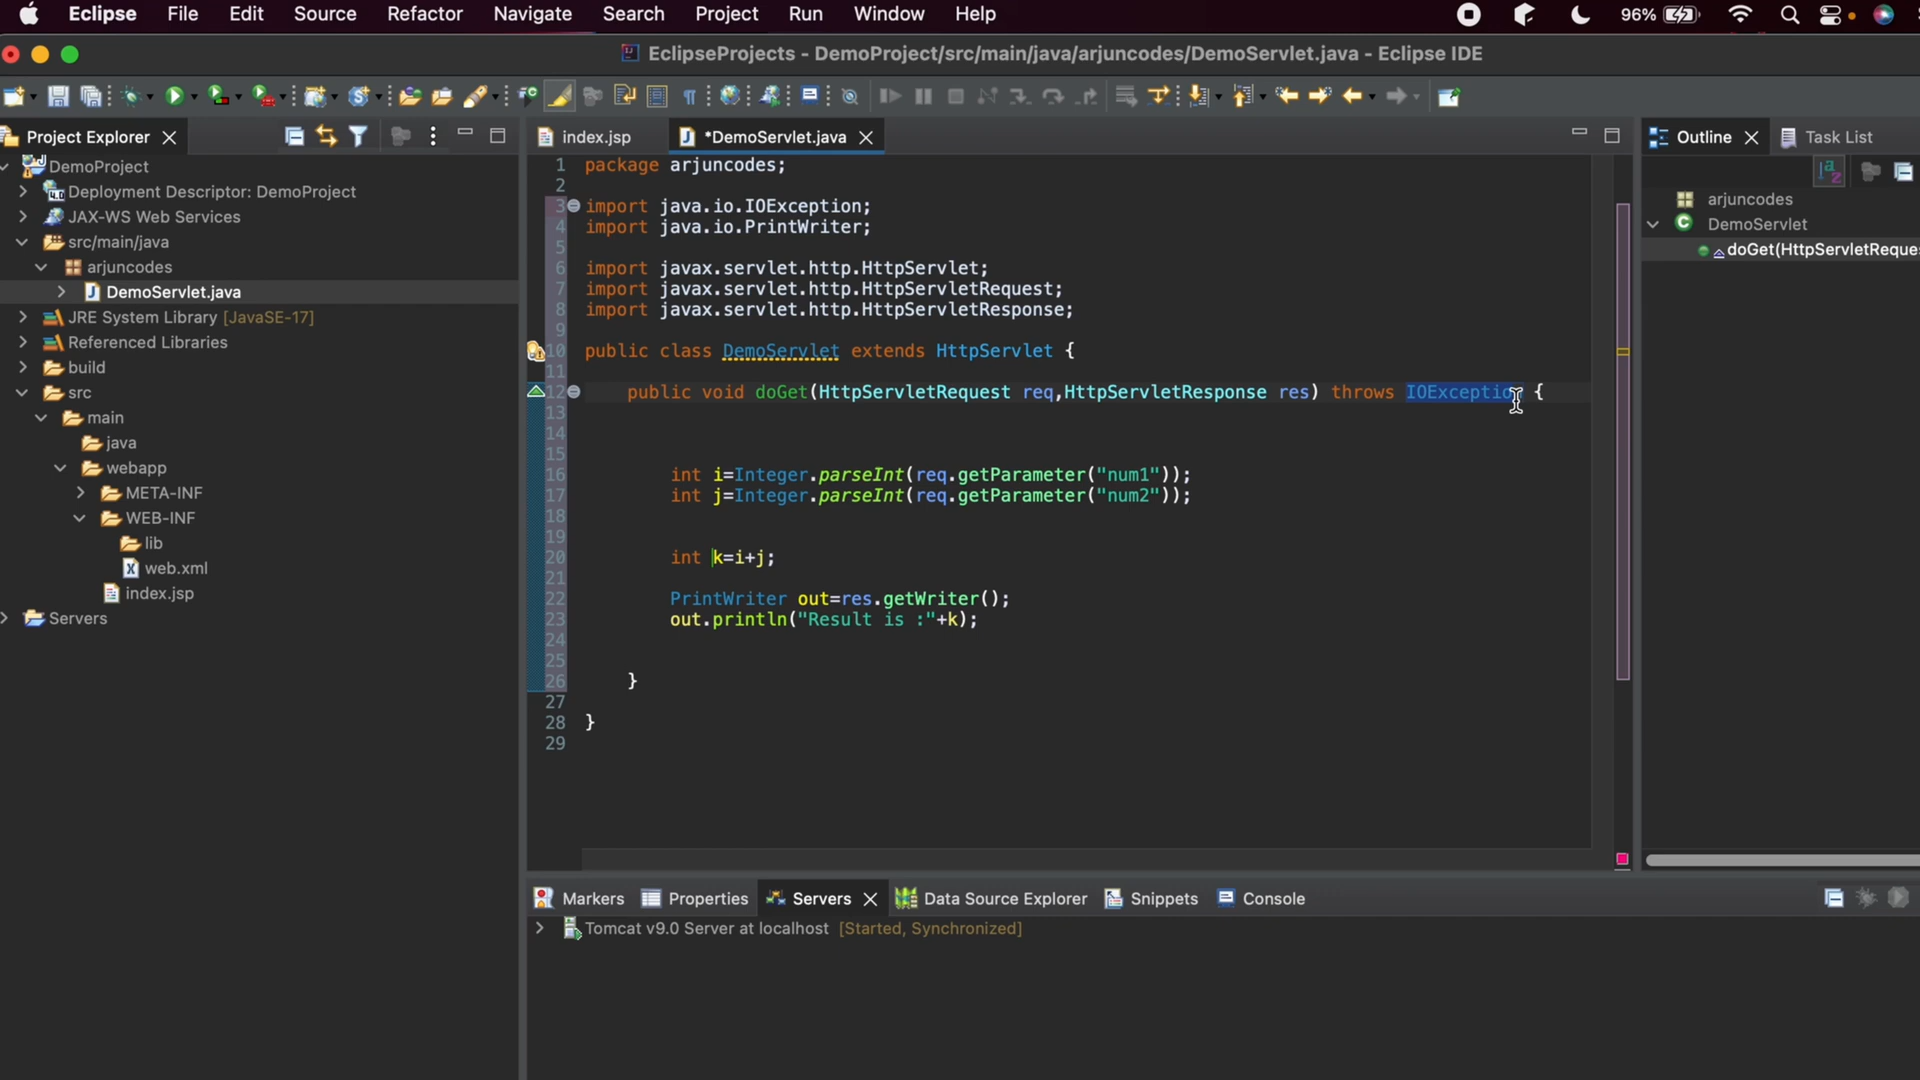 Eclipse File Edit Source Refactor Navigate Search Project Run Window Help 96%
EclipseProjects - DemoProject/src/main/java/arjuncodes/DemoServlet.java - Eclipse IDE
Project Explorer
DemoProject
Deployment Descriptor: DemoProject
JAX-WS Web Services
src/main/java
arjuncodes
DemoServlet.java
JRE System Library [JavaSE-17]
Referenced Libraries
build
src
main
java
webapp
META-INF
WEB-INF
lib
web.xml
index.jsp
Servers
index.jsp *DemoServlet.java
1 package arjuncodes;
2
3 import java.io.IOException;
4 import java.io.PrintWriter;
5
6 import javax.servlet.http.HttpServlet;
7 import javax.servlet.http.HttpServletRequest;
8 import javax.servlet.http.HttpServletResponse;
9
10 public class DemoServlet extends HttpServlet {
11
12 public void doGet(HttpServletRequest req,HttpServletResponse res) throws IOException {
13
14
15
16 int i=Integer.parseInt(req.getParameter("num1"));
17 int j=Integer.parseInt(req.getParameter("num2"));
18
19
20 int k=i+j;
21
22 PrintWriter out=res.getWriter();
23 out.println("Result is :"+k);
24
25
26 }
27
28 }
29
Outline Task List
arjuncodes
DemoServlet
doGet(HttpServletReques
Markers Properties Servers Data Source Explorer Snippets Console
Tomcat v9.0 Server at localhost [Started, Synchronized]